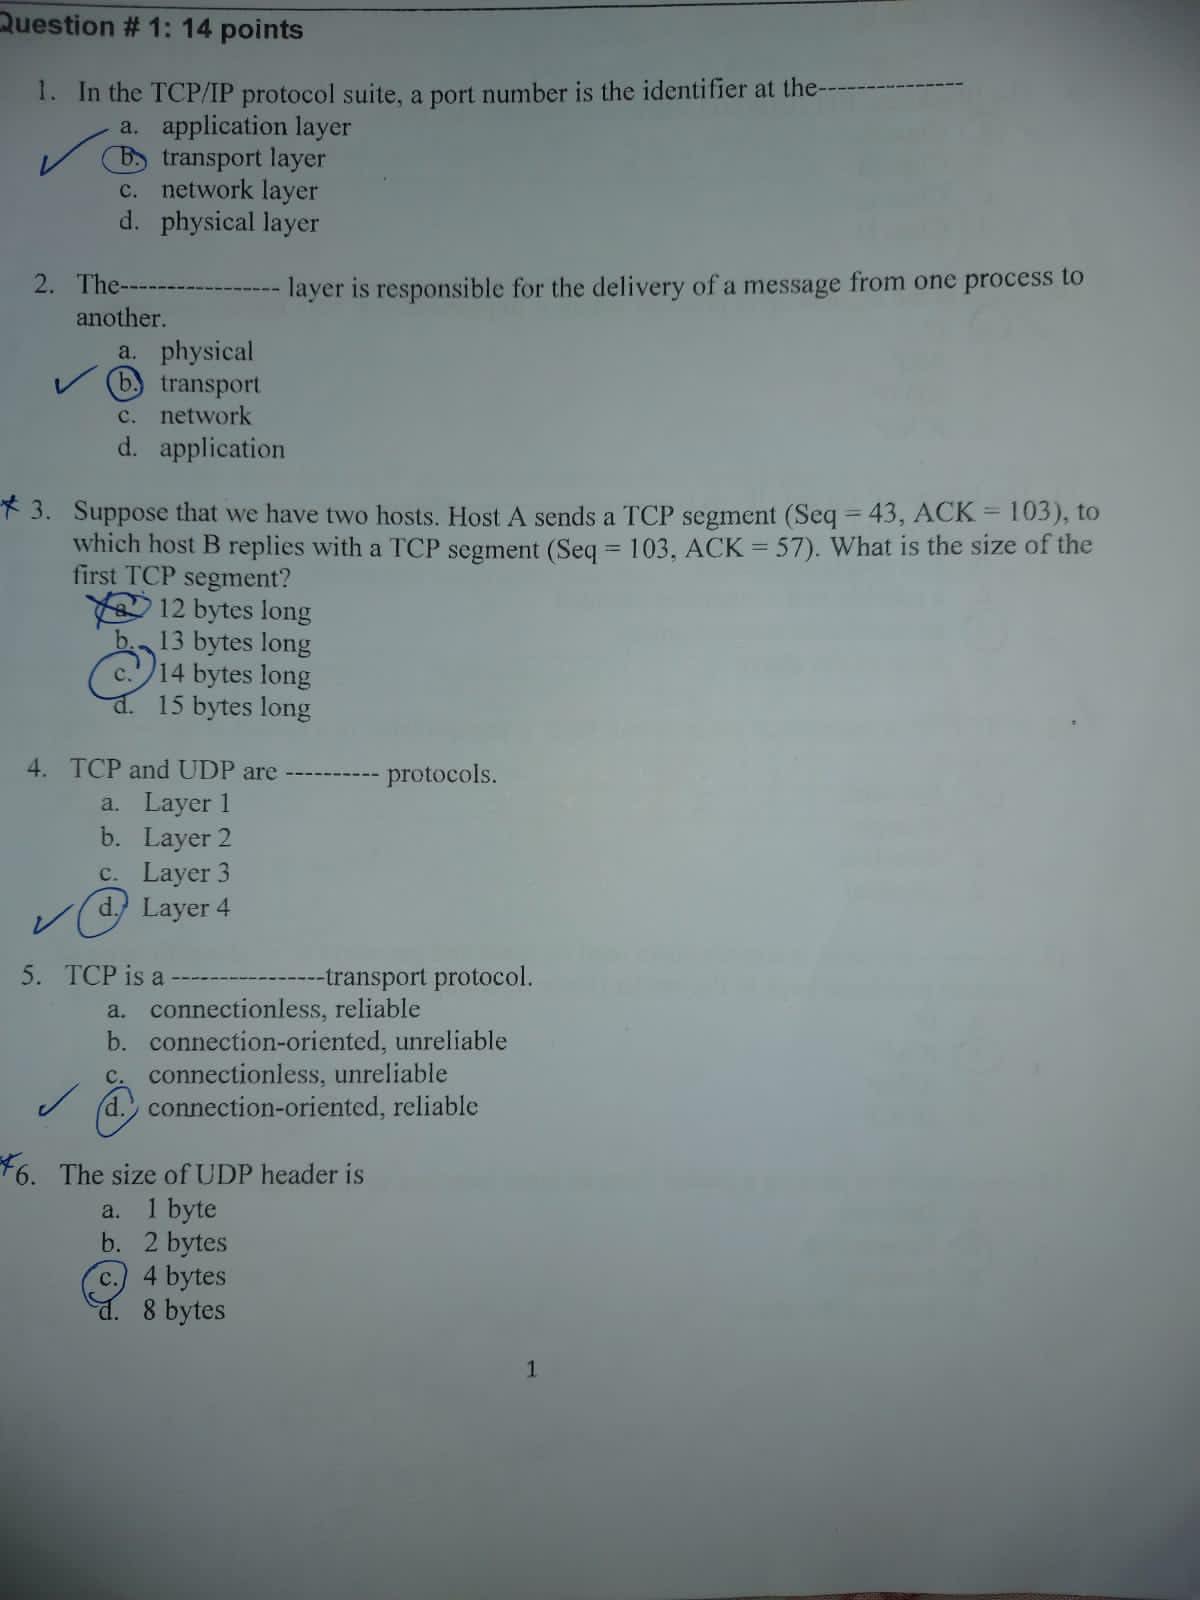 Question # 1: 14 points
1. In the TCP/IP protocol suite, a port number is the identifier at the---------------
a. application layer
b. transport layer
c. network layer
d. physical layer
2. The----------------- layer is responsible for the delivery of a message from one process to
another.
a. physical
b. transport
c. network
d. application
3. Suppose that we have two hosts. Host A sends a TCP segment (Seq = 43, ACK = 103), to
which host B replies with a TCP segment (Seq = 103, ACK = 57). What is the size of the
first TCP segment?
a. 12 bytes long
b. 13 bytes long
c. 14 bytes long
d. 15 bytes long
4. TCP and UDP are ---------- protocols.
a. Layer 1
b. Layer 2
c. Layer 3
d. Layer 4
5. TCP is a ----------------transport protocol.
a. connectionless, reliable
b. connection-oriented, unreliable
c. connectionless, unreliable
d. connection-oriented, reliable
6. The size of UDP header is
a. 1 byte
b. 2 bytes
c. 4 bytes
d. 8 bytes
1